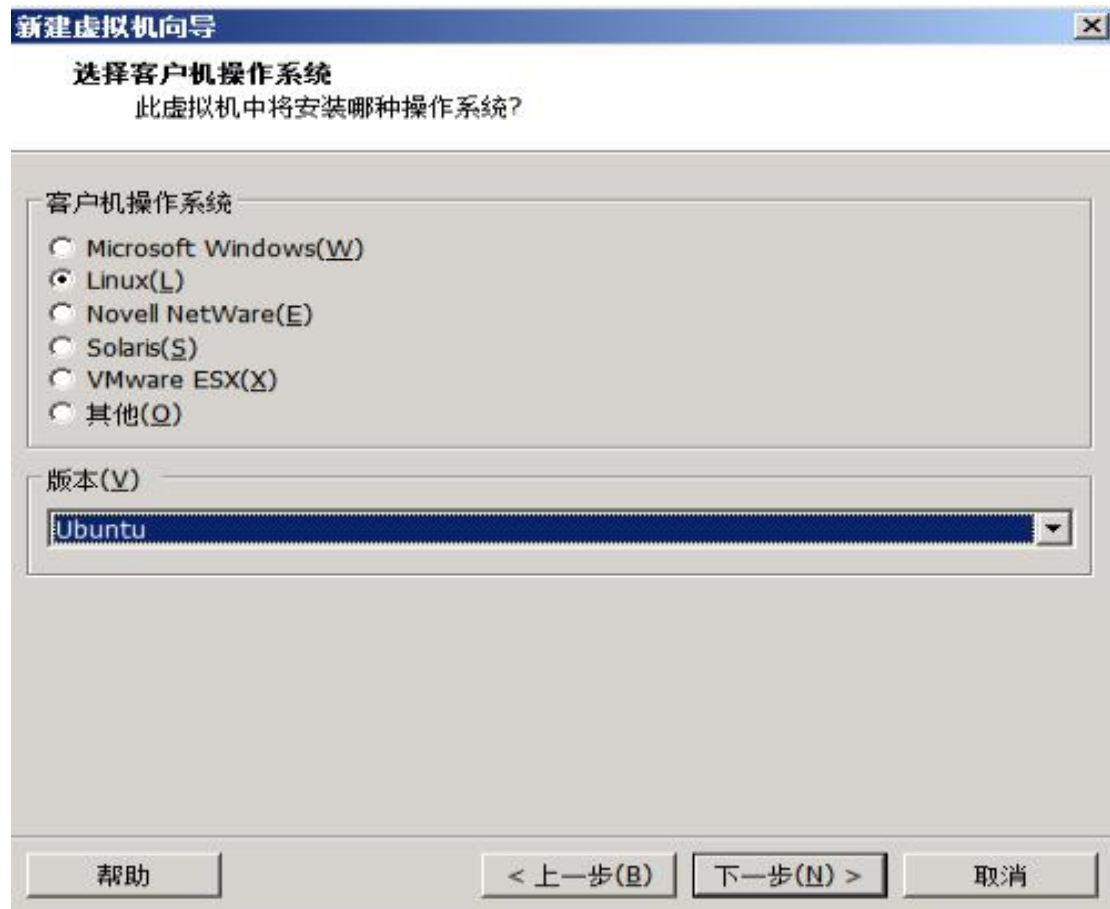 新建虚拟机向导
选择客户机操作系统
此虚拟机中将安装哪种操作系统?
客户机操作系统
Microsoft Windows(W)
Linux(L)
Novell NetWare(E)
Solaris(S)
VMware ESX(X)
其他(O)
版本(V)
Ubuntu
帮助 < 上一步(B) 下一步(N) > 取消